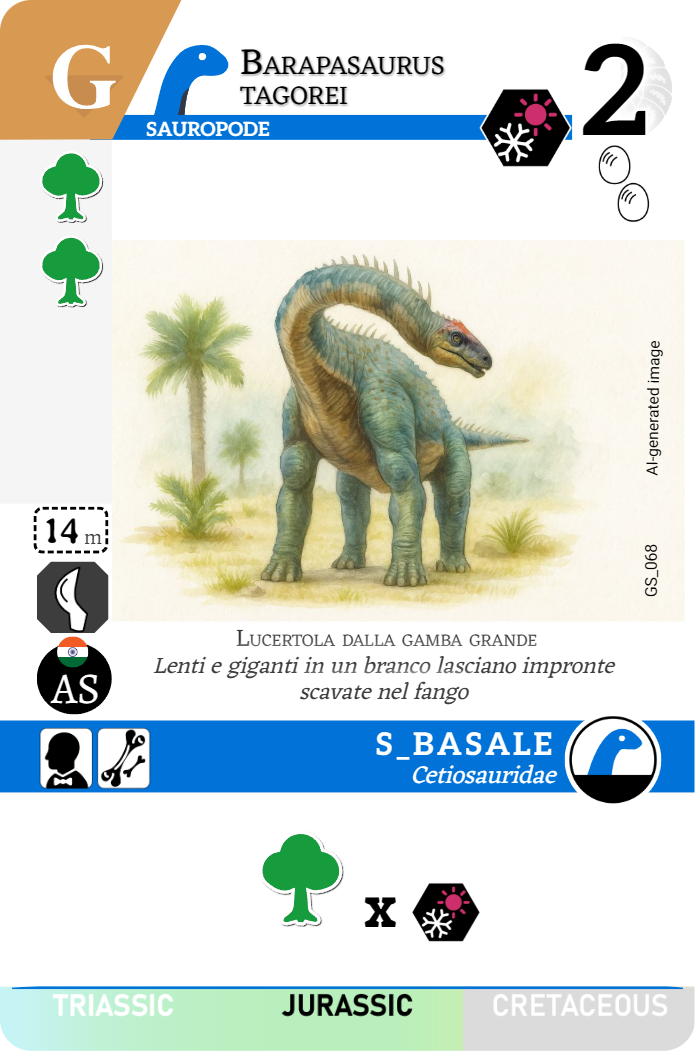 G
BARAPASAURUS
TAGOREI
2
SAUROPODE
AI-generated image
GS_068
14 m
AS
LUCERTOLA DALLA GAMBA GRANDE
Lenti e giganti in un branco lasciano impronte
scavate nel fango
S_BASALE
Cetiosauridae
x
TRIASSIC JURASSIC CRETACEOUS